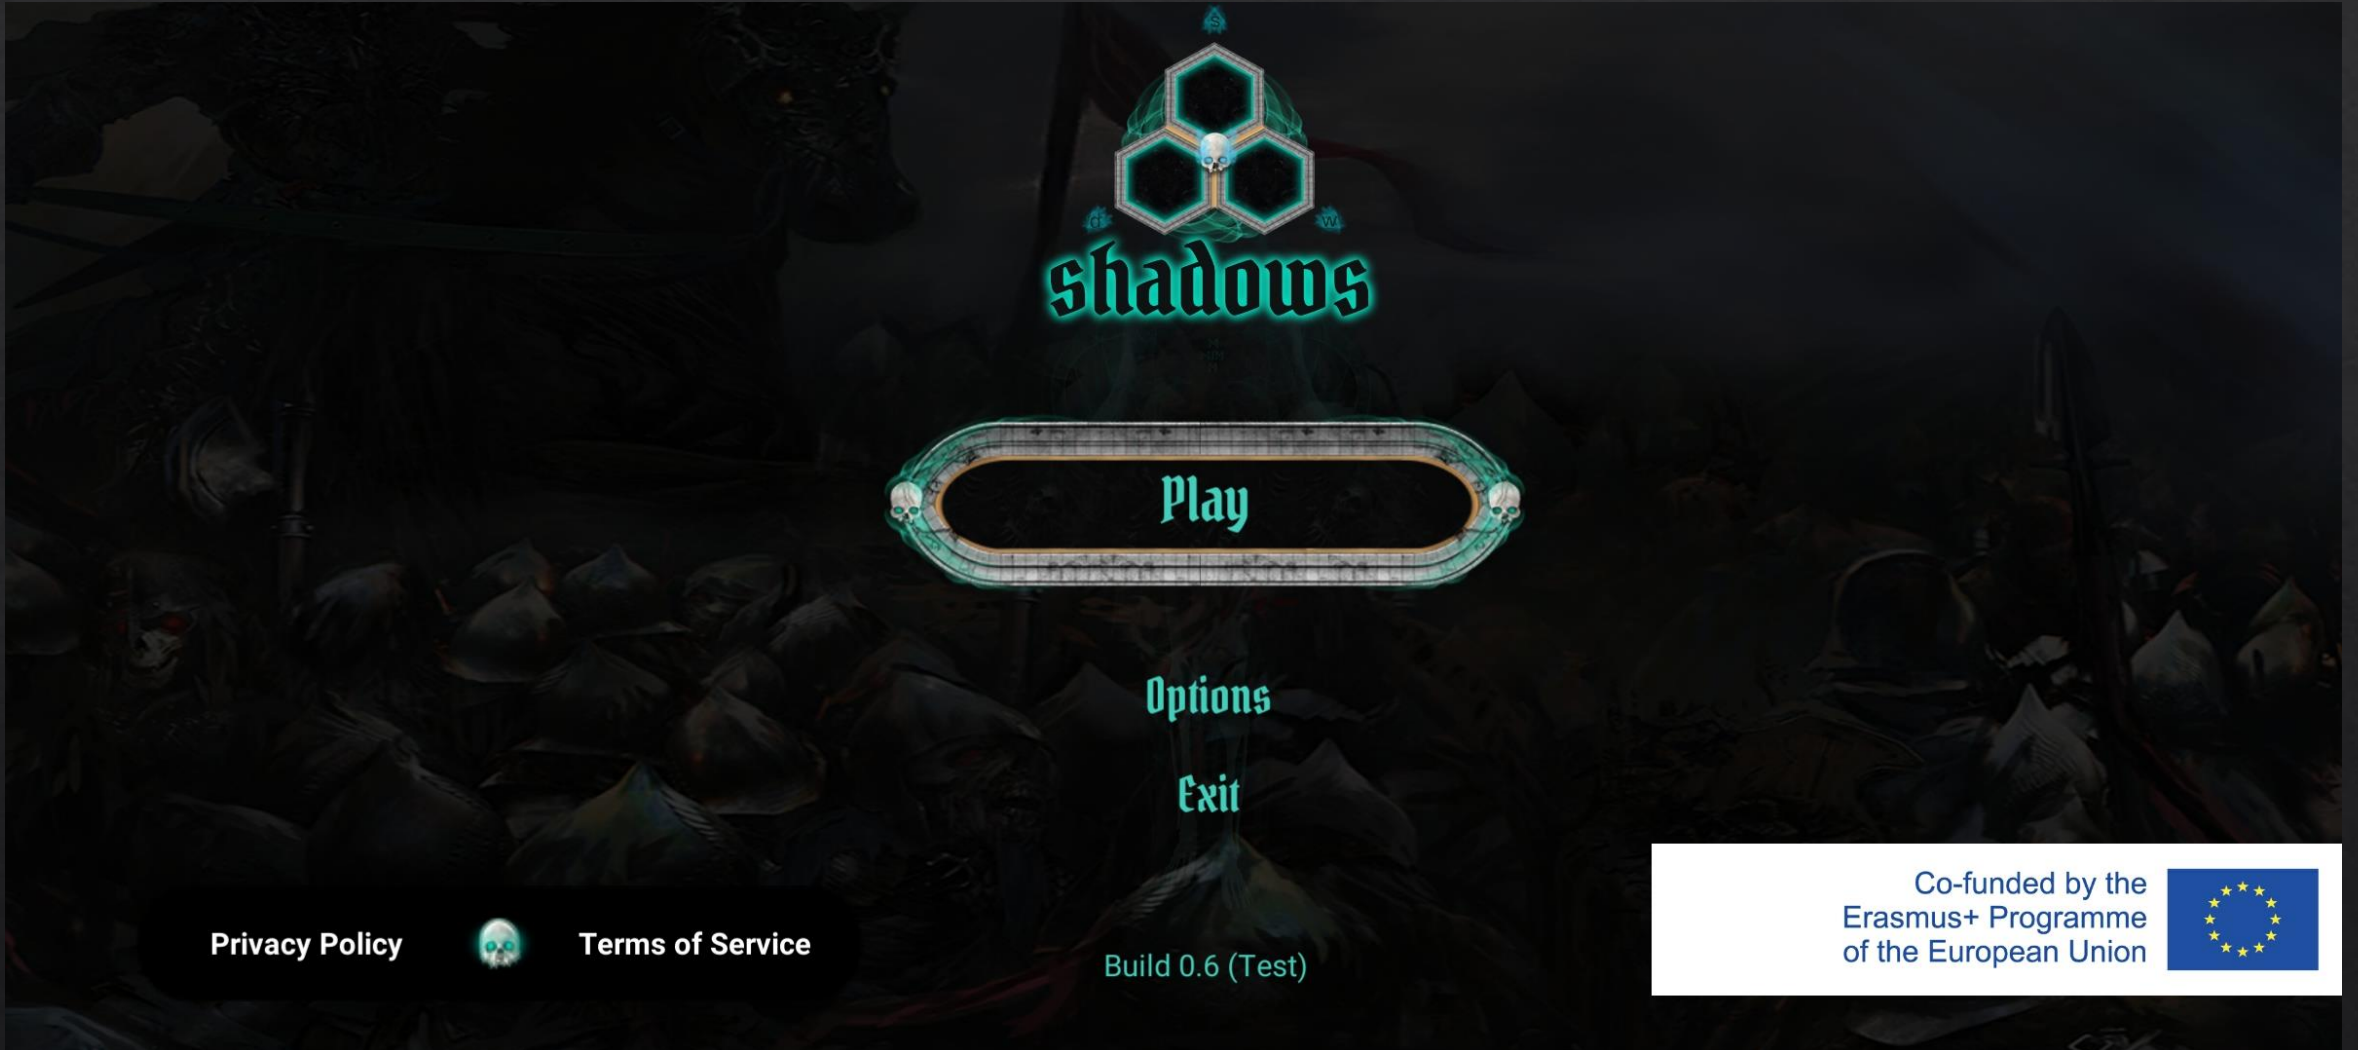 S
d
w
shadows
Play
Options
Exit
Privacy Policy
Terms of Service
Build 0.6 (Test)
Co-funded by the
Erasmus+ Programme
of the European Union